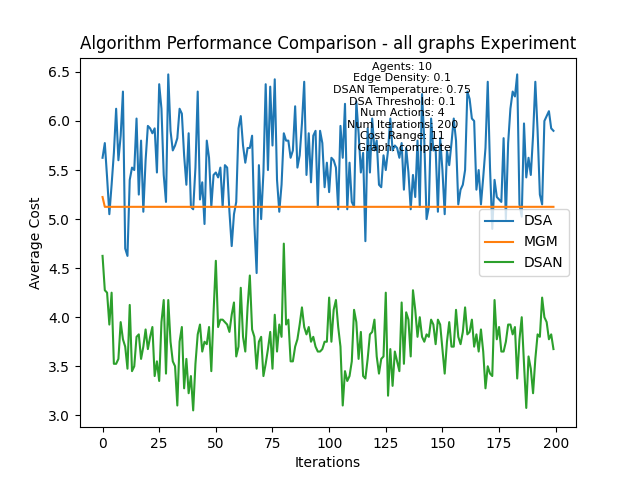 Algorithm Performance Comparison - all graphs Experiment
Agents: 10
Edge Density: 0.1
DSAN Temperature: 0.75
DSA Threshold: 0.1
Num Actions: 4
Num Iterations: 200
Cost Range: 11
Graph: complete
Average Cost
6.5
6.0
5.5
5.0
4.5
4.0
3.5
3.0
DSA
MGM
DSAN
0
25
50
75
100
125
150
175
200
Iterations